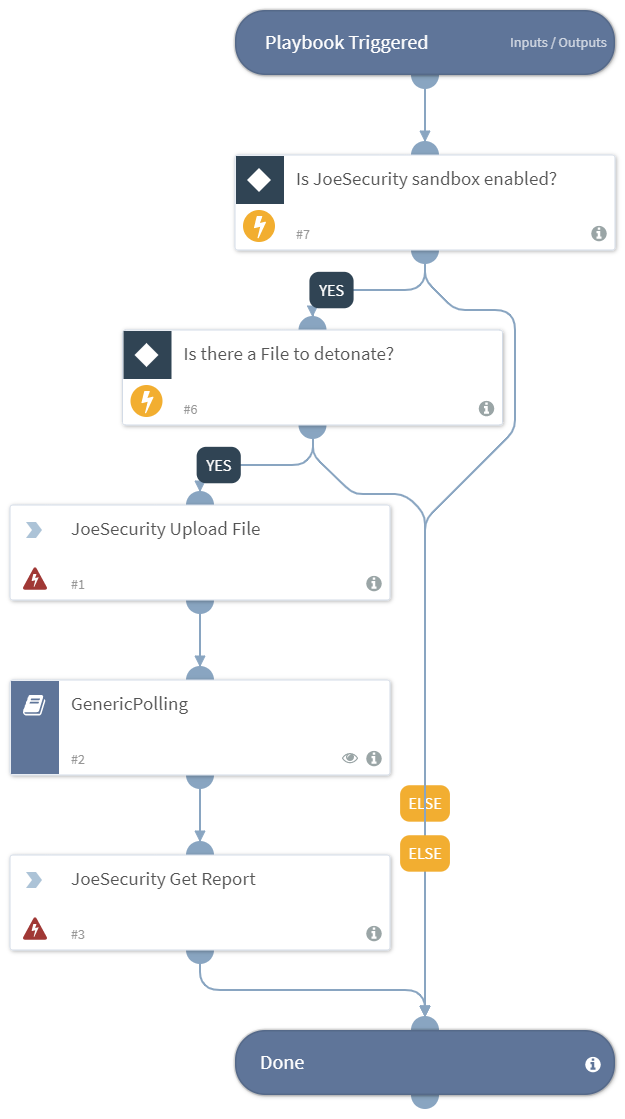 Playbook Triggered
Inputs / Outputs
Is JoeSecurity sandbox enabled?
#7
YES
Is there a File to detonate?
#6
YES
JoeSecurity Upload File
#1
GenericPolling
#2
ELSE
ELSE
JoeSecurity Get Report
#3
Done